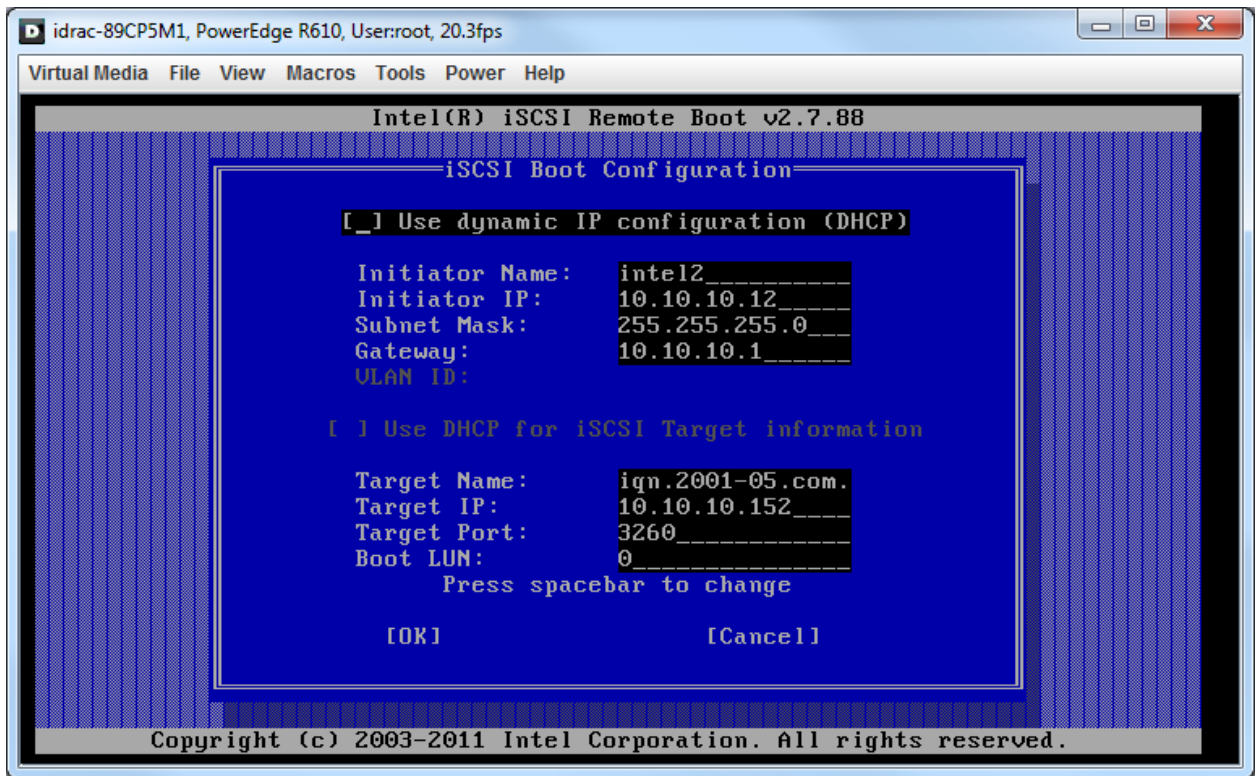 idrac-89CP5M1, PowerEdge R610, User:root, 20.3fps
Virtual Media File View Macros Tools Power Help
Intel(R) iSCSI Remote Boot v2.7.88
iSCSI Boot Configuration
[_] Use dynamic IP configuration (DHCP)
Initiator Name: intel2__________
Initiator IP: 10.10.10.12_____
Subnet Mask: 255.255.255.0___
Gateway: 10.10.10.1______
VLAN ID:
[ ] Use DHCP for iSCSI Target information
Target Name: iqn.2001-05.com.
Target IP: 10.10.10.152____
Target Port: 3260____________
Boot LUN: 0_______________
Press spacebar to change
[OK] [Cancel]
Copyright (c) 2003-2011 Intel Corporation. All rights reserved.